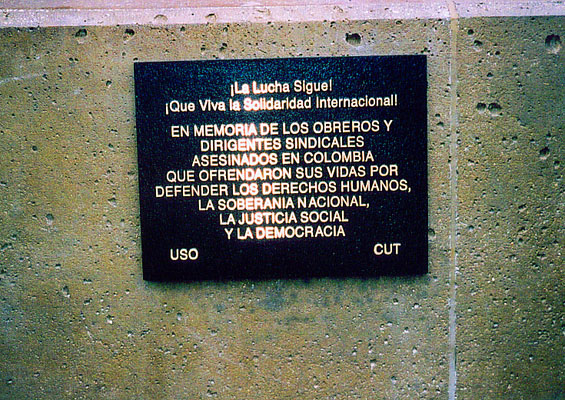 ¡La Lucha Sigue!
¡Que Viva la Solidaridad Internacional!
EN MEMORIA DE LOS OBREROS Y
DIRIGENTES SINDICALES
ASESINADOS EN COLOMBIA
QUE OFRENDARON SUS VIDAS POR
DEFENDER LOS DERECHOS HUMANOS,
LA SOBERANIA NACIONAL,
LA JUSTICIA SOCIAL
Y LA DEMOCRACIA
USO CUT